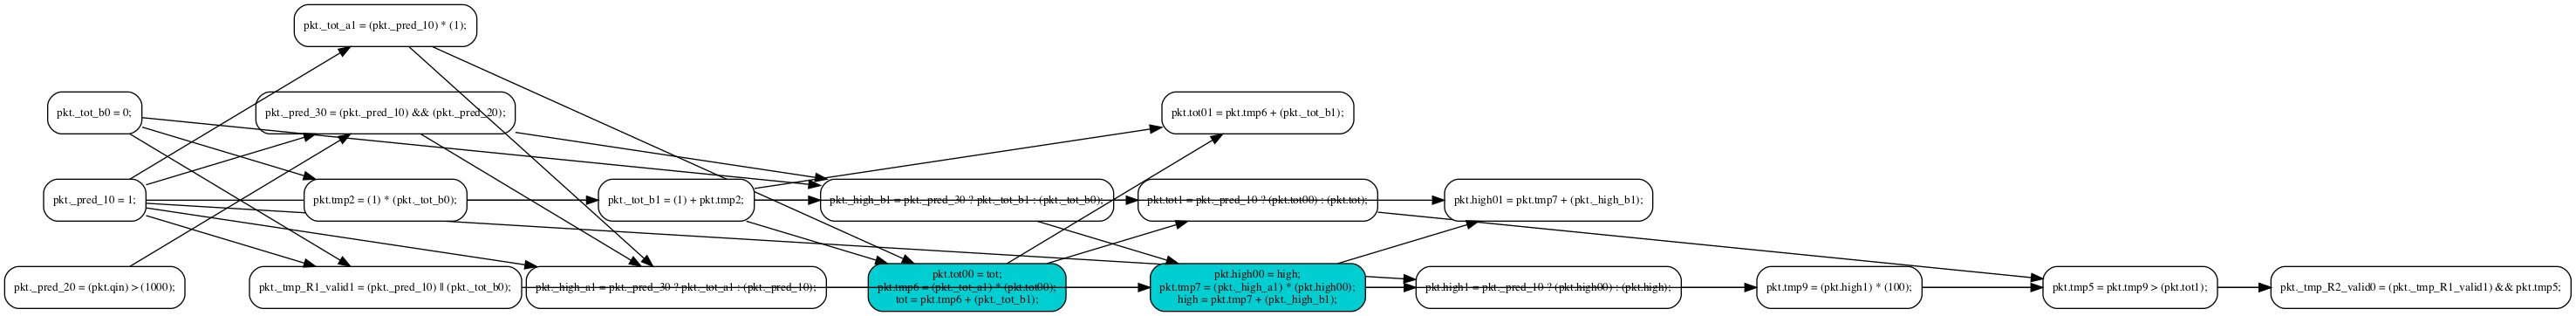 pkt._tot_a1 = (pkt._pred_10) * (1);
pkt._tot_b0 = 0;
pkt._pred_30 = (pkt._pred_10) && (pkt._pred_20);
pkt.tot01 = pkt.tmp6 + (pkt._tot_b1);
pkt._pred_10 = 1;
pkt.tmp2 = (1) * (pkt._tot_b0);
pkt._tot_b1 = (1) + pkt.tmp2;
pkt._high_b1 = pkt._pred_30 ? pkt._tot_b1 : (pkt._tot_b0);
pkt.tot1 = pkt._pred_10 ? (pkt.tot00) : (pkt.tot);
pkt.high01 = pkt.tmp7 + (pkt._high_b1);
pkt._pred_20 = (pkt.qin) > (1000);
pkt._tmp_R1_valid1 = (pkt._pred_10) || (pkt._tot_b0);
pkt._high_a1 = pkt._pred_30 ? pkt._tot_a1 : (pkt._pred_10);
pkt.tot00 = tot;
pkt.tmp6 = (pkt._tot_a1) * (pkt.tot00);
tot = pkt.tmp6 + (pkt._tot_b1);
pkt.high00 = high;
pkt.tmp7 = (pkt._high_a1) * (pkt.high00);
high = pkt.tmp7 + (pkt._high_b1);
pkt.high1 = pkt._pred_10 ? (pkt.high00) : (pkt.high);
pkt.tmp9 = (pkt.high1) * (100);
pkt.tmp5 = pkt.tmp9 > (pkt.tot1);
pkt._tmp_R2_valid0 = (pkt._tmp_R1_valid1) && pkt.tmp5;